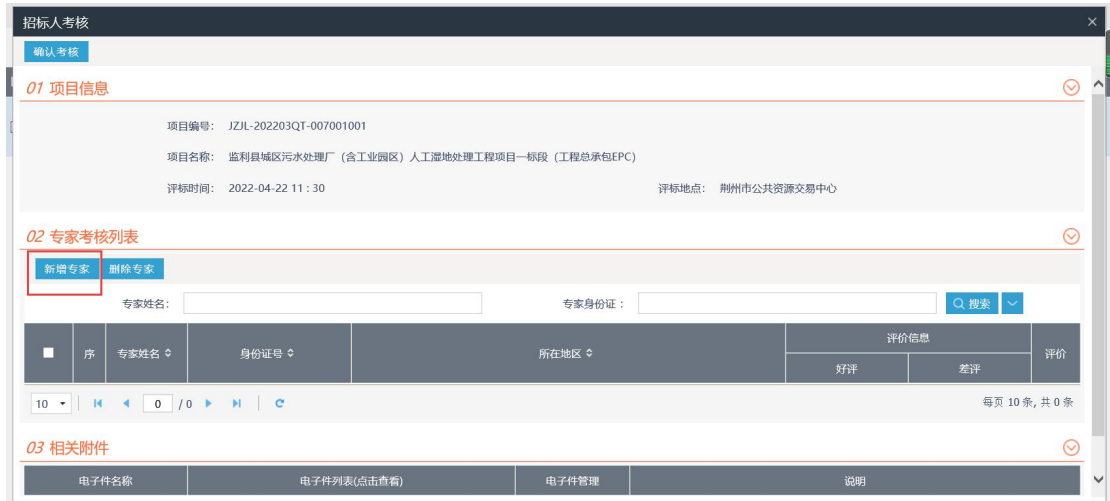 招标人考核
确认考核
01 项目信息
项目编号： JZJL-202203QT-007001001
项目名称： 监利县城区污水处理厂（含工业园区）人工湿地处理工程项目一标段（工程总承包EPC）
评标时间： 2022-04-22 11：30 评标地点： 荆州市公共资源交易中心
02 专家考核列表
新增专家 删除专家
专家姓名： 专家身份证： 搜索
序 专家姓名 身份证号 所在地区 评价信息 评价
好评 差评
10 0 / 0 每页 10 条, 共 0 条
03 相关附件
电子件名称 电子件列表(点击查看) 电子件管理 说明